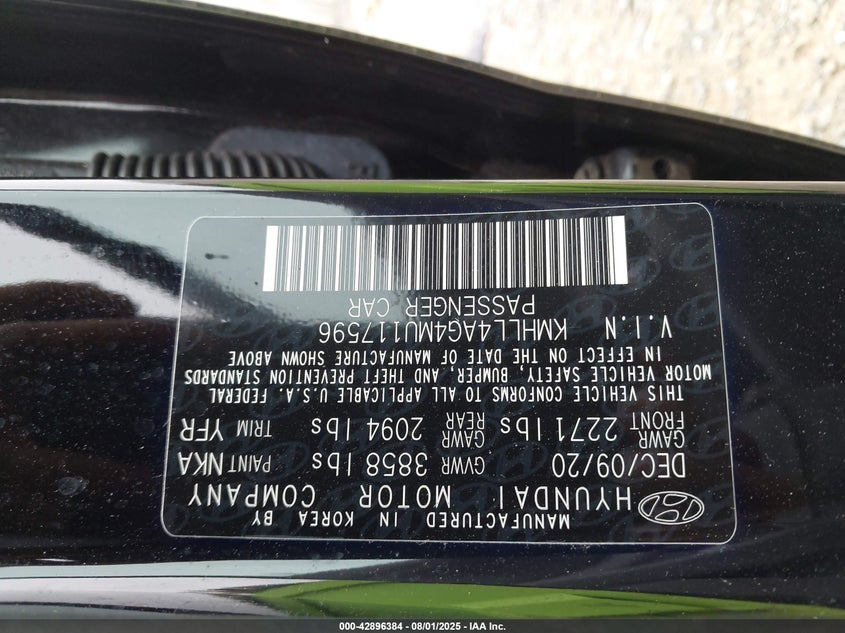 MANUFACTURED IN KOREA BY
HYUNDAI MOTOR COMPANY
DEC/09/20 GVWR 3858 lbs PAINT NKA
GAWR FRONT 2271 lbs GAWR REAR 2094 lbs TRIM YFR
THIS VEHICLE CONFORMS TO ALL APPLICABLE U.S.A. FEDERAL
MOTOR VEHICLE SAFETY, BUMPER, AND THEFT PREVENTION STANDARDS
IN EFFECT ON THE DATE OF MANUFACTURE SHOWN ABOVE
V.I.N KMHLL4AG4MU117596
PASSENGER CAR
000-42896384 - 08/01/2025 - IAA Inc.